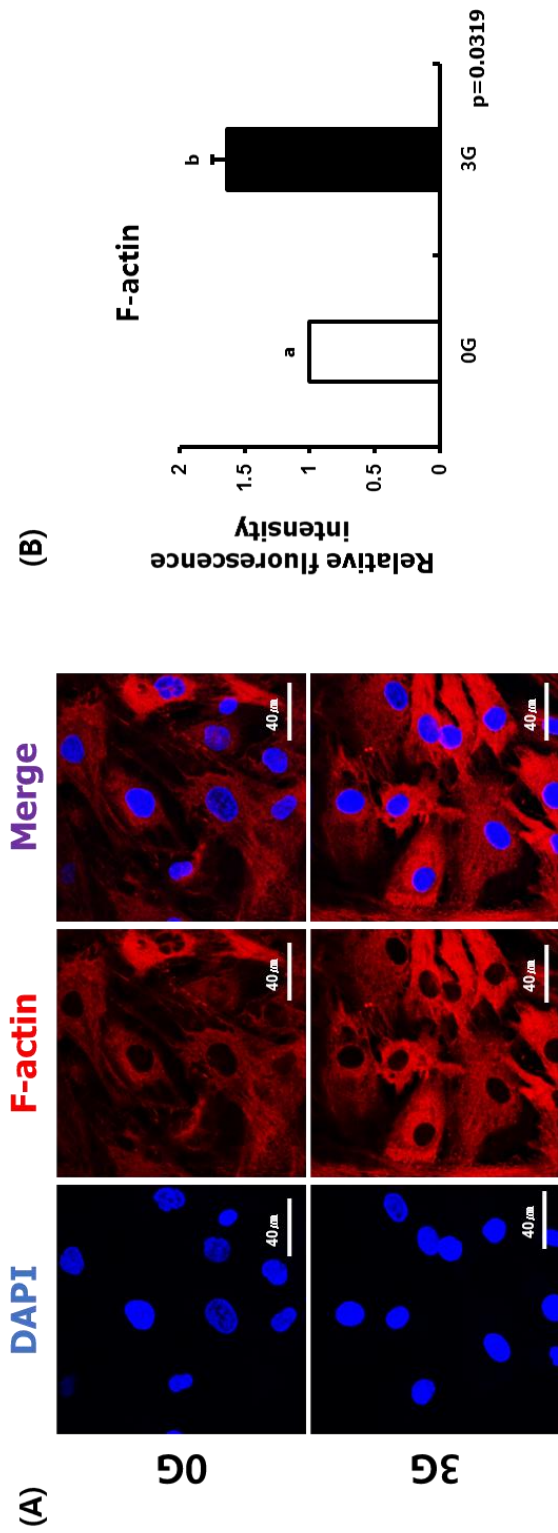 (A)
DAPI
F-actin
Merge
0G
40㎛
40㎛
40㎛
3G
40㎛
40㎛
40㎛
(B)
F-actin
Relative fluorescence
intensity
2
1.5
1
0.5
0
a
b
0G
3G
p=0.0319